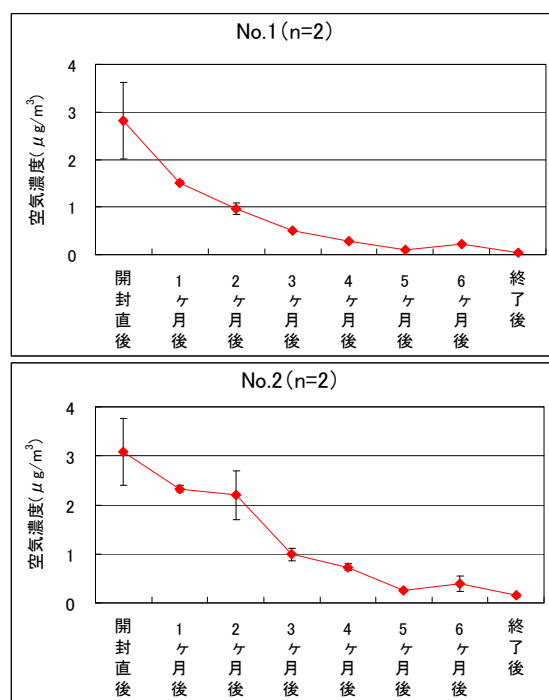 No.1(n=2)
空気濃度(μg/m³)
4
3
2
1
0
開封直後
1ヶ月後
2ヶ月後
3ヶ月後
4ヶ月後
5ヶ月後
6ヶ月後
終了後
No.2(n=2)
空気濃度(μg/m³)
4
3
2
1
0
開封直後
1ヶ月後
2ヶ月後
3ヶ月後
4ヶ月後
5ヶ月後
6ヶ月後
終了後